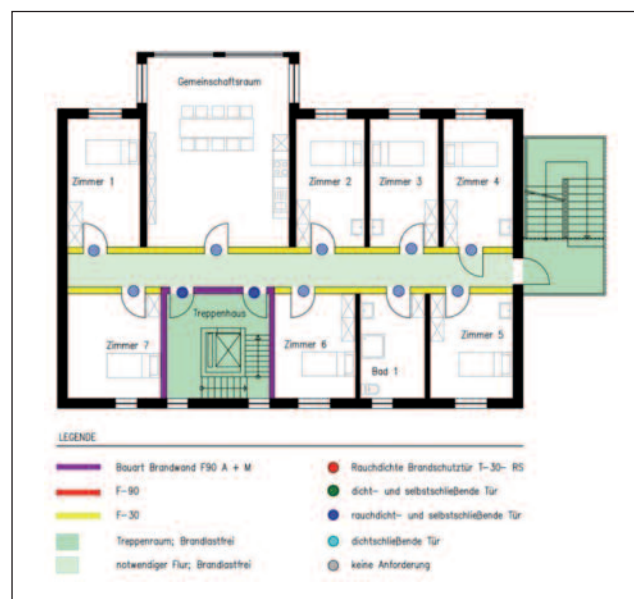 Gemeinschaftsraum
Zimmer 1
Zimmer 2
Zimmer 3
Zimmer 4
Treppenhaus
Zimmer 7
Zimmer 6
Bad 1
Zimmer 5
LEGENDE
Bauart Brandwand F90 A + M
F-90
F-30
Treppenraum; Brandlastfrei
notwendiger Flur; Brandlastfrei
Rauchdichte Brandschutztür T-30- RS
dicht- und selbstschließende Tür
rauchdicht- und selbstschließende Tür
dichtschließende Tür
keine Anforderung